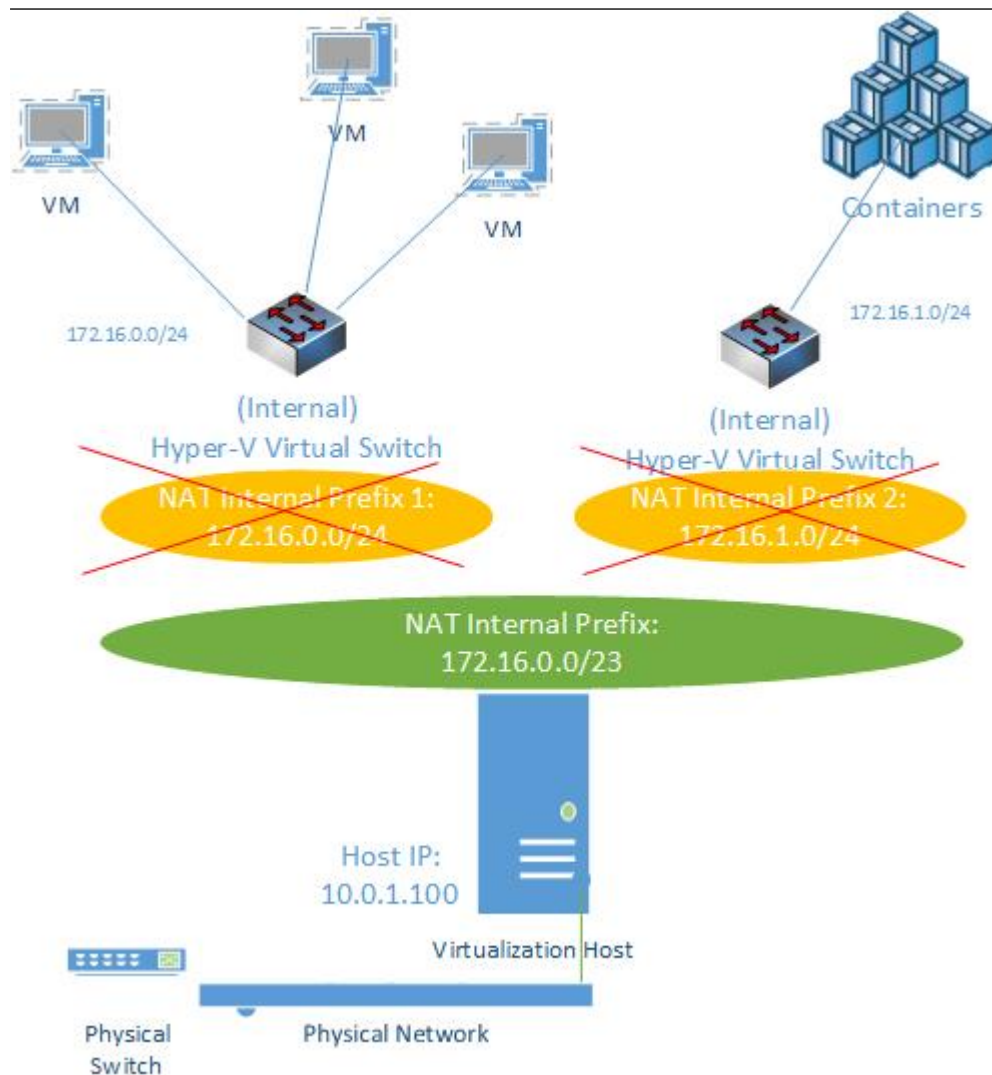 VM
VM
VM
Containers
172.16.0.0/24
172.16.1.0/24
(Internal)
Hyper-V Virtual Switch
(Internal)
Hyper-V Virtual Switch
NAT Internal Prefix 1:
172.16.0.0/24
NAT Internal Prefix 2:
172.16.1.0/24
NAT Internal Prefix:
172.16.0.0/23
Host IP:
10.0.1.100
Virtualization Host
Physical
Switch
Physical Network